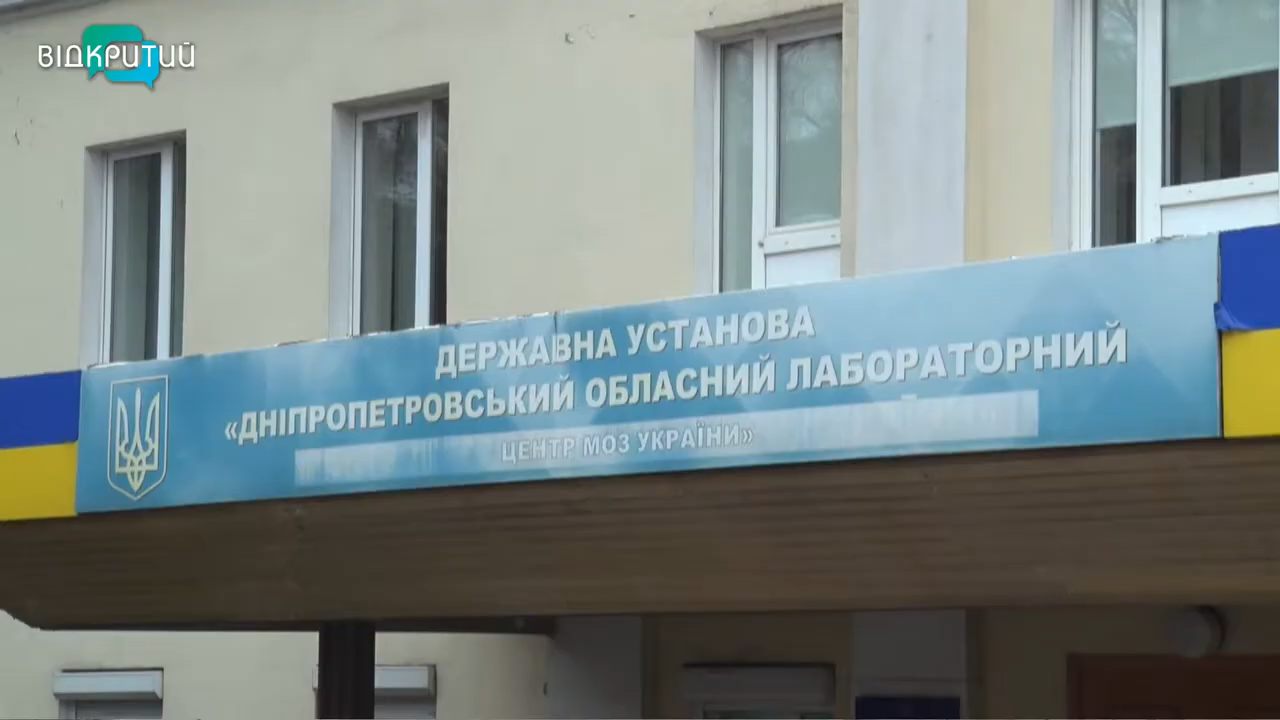 ВІДКРИТИЙ
ДЕРЖАВНА УСТАНОВА
«ДНІПРОПЕТРОВСЬКИЙ ОБЛАСНИЙ ЛАБОРАТОРНИЙ
ЦЕНТР МОЗ УКРАЇНИ»